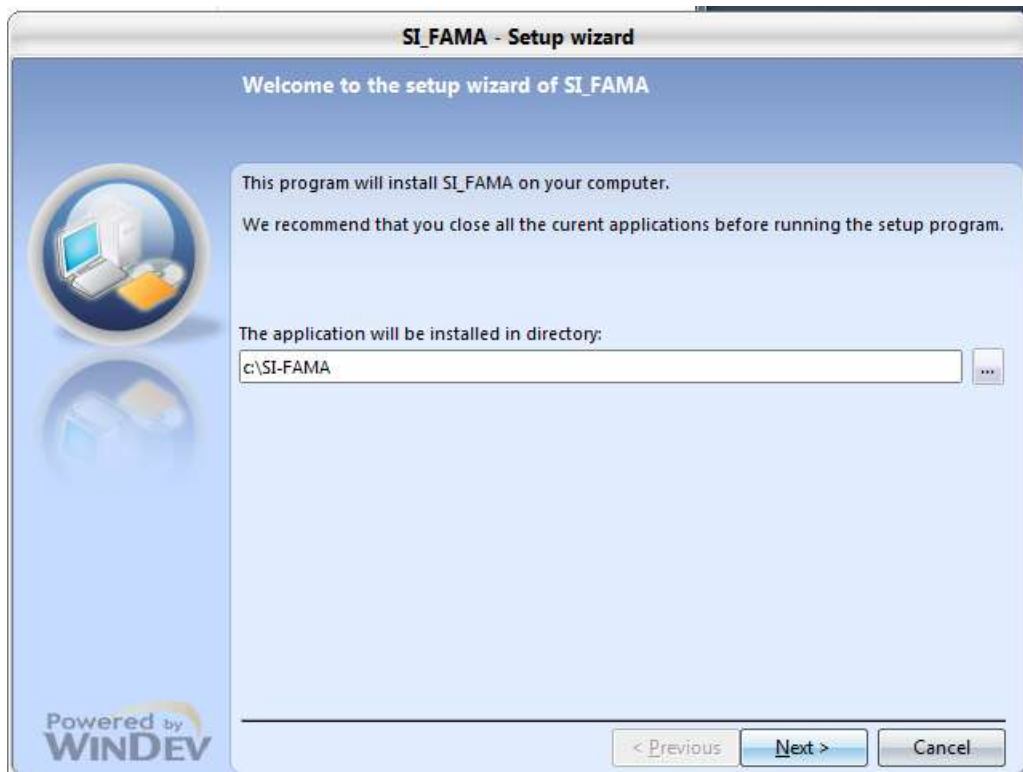 SI_FAMA - Setup wizard
Welcome to the setup wizard of SI_FAMA
This program will install SI_FAMA on your computer.
We recommend that you close all the curent applications before running the setup program.
The application will be installed in directory:
c:\SI-FAMA
...
Powered by
WINDEV
< Previous
Next >
Cancel